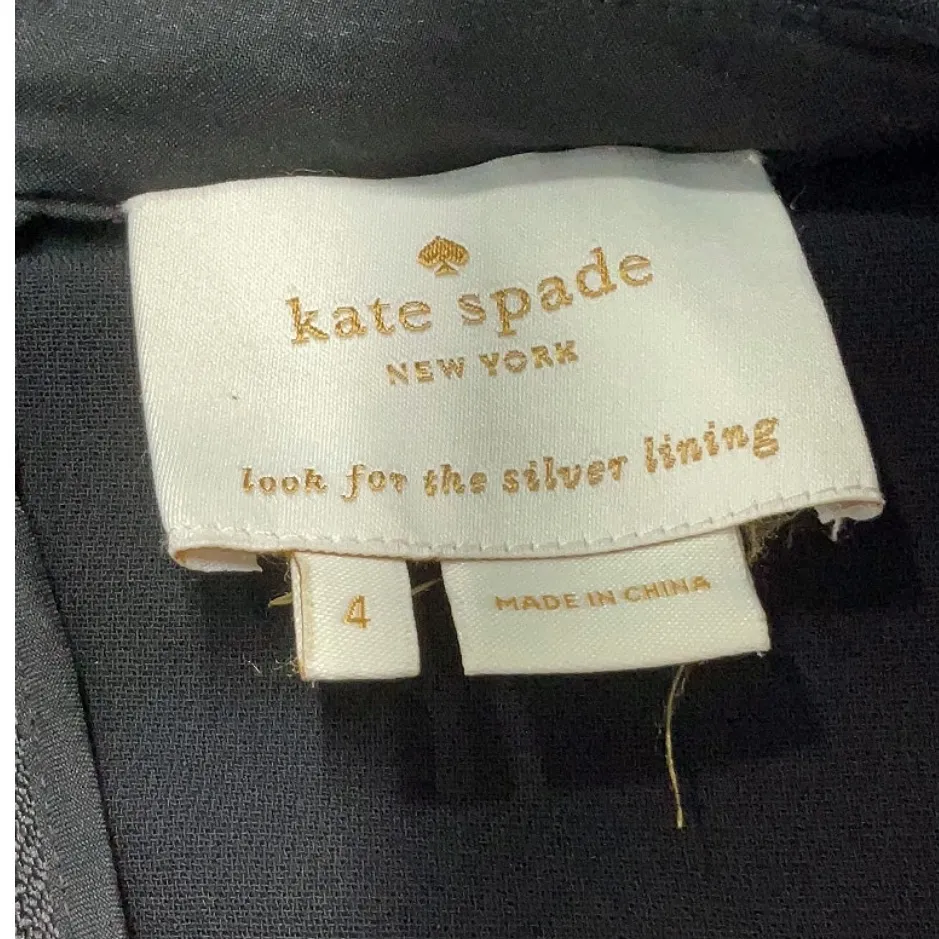 kate spade
NEW YORK
look for the silver lining
4
MADE IN CHINA